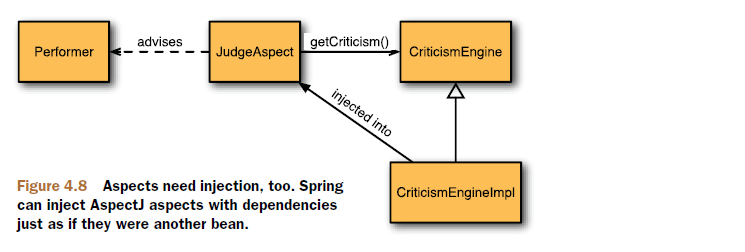 Performer
advises
JudgeAspect
getCriticism()
CriticismEngine
injected into
CriticismEngineImpl
Figure 4.8 Aspects need injection, too. Spring
can inject AspectJ aspects with dependencies
just as if they were another bean.